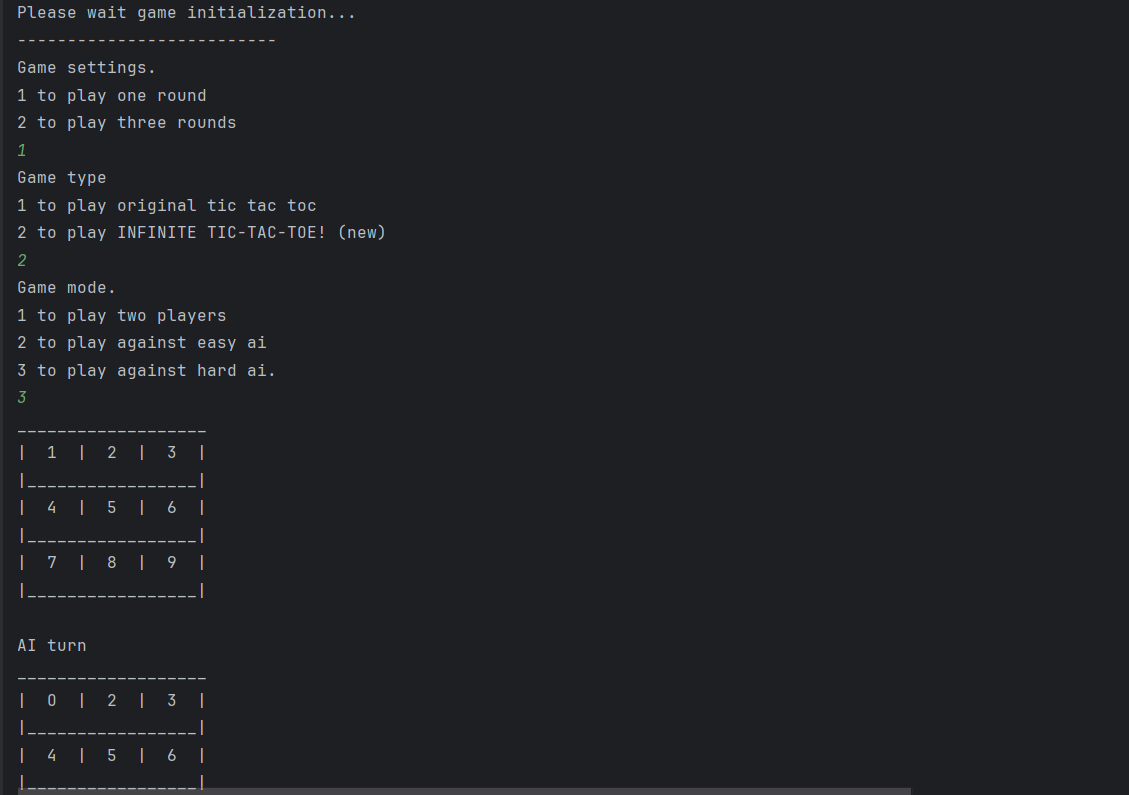 Please wait game initialization...
--------------------------
Game settings.
1 to play one round
2 to play three rounds
1
Game type
1 to play original tic tac toc
2 to play INFINITE TIC-TAC-TOE! (new)
2
Game mode.
1 to play two players
2 to play against easy ai
3 to play against hard ai.
3
___________________
|  1  |  2  |  3  |
|_________________|
|  4  |  5  |  6  |
|_________________|
|  7  |  8  |  9  |
|_________________|

AI turn
___________________
|  O  |  2  |  3  |
|_________________|
|  4  |  5  |  6  |
|_________________|